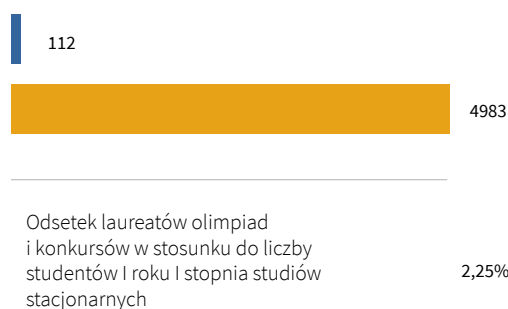 112
4983
Odsetek laureatów olimpiad
i konkursów w stosunku do liczby
studentów I roku I stopnia studiów
stacjonarnych
2,25%